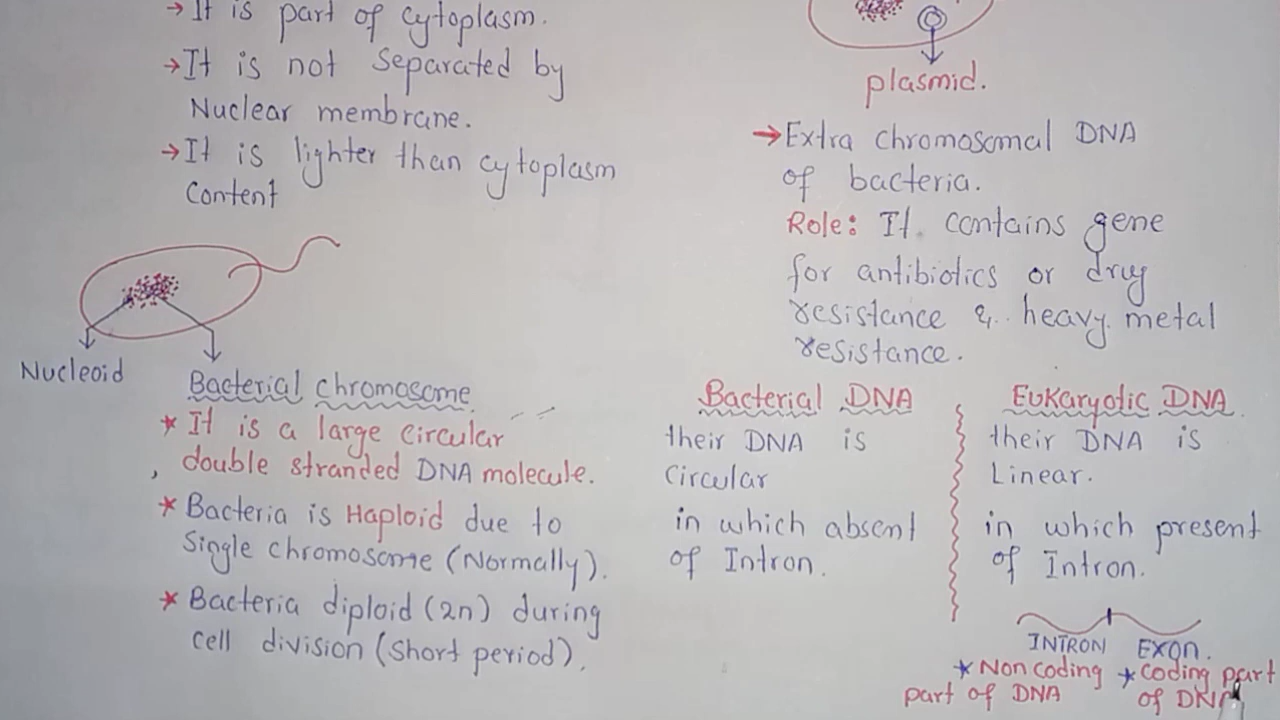 → It is part of cytoplasm.
→ It is not separated by
Nuclear membrane.
→ It is lighter than cytoplasm
Content
Nucleoid
Bacterial chromosome
* It is a large circular
, double stranded DNA molecule.
* Bacteria is Haploid due to
Single chromosome (Normally).
* Bacteria diploid (2n) during
cell division (short period).
plasmid.
→ Extra chromosomal DNA
of bacteria.
Role: It contains gene
for antibiotics or drug
resistance & heavy metal
resistance.
Bacterial DNA
their DNA is
Circular
in which absent
of Intron.
Eukaryotic DNA
their DNA is
Linear.
in which present
of Intron.
INTRON EXON.
* Non coding
part of DNA
* Coding part
of DNA